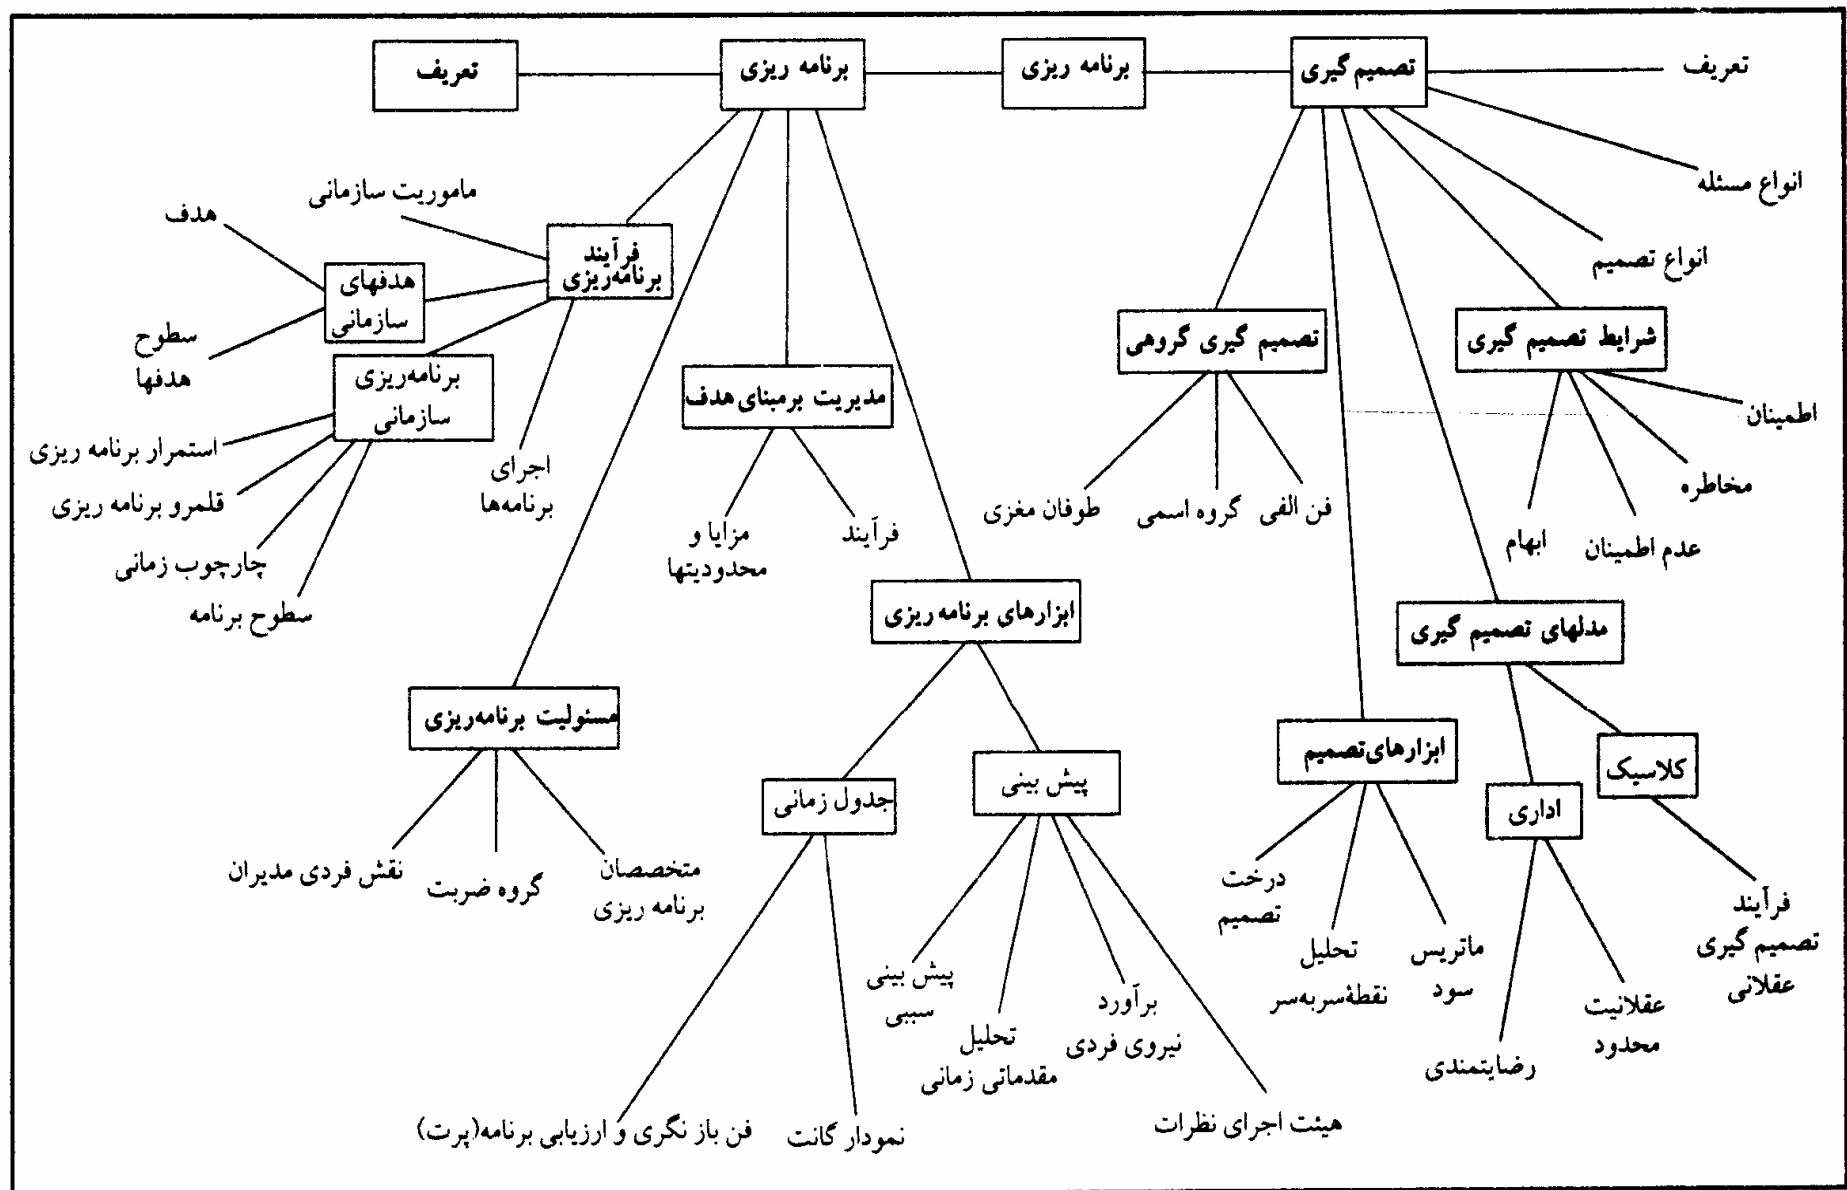 تعریف
تصمیم گیری
برنامه ریزی
برنامه ریزی
تعریف
انواع مسئله
انواع تصمیم
شرایط تصمیم گیری
اطمینان
مخاطره
عدم اطمینان
ابهام
تصمیم گیری گروهی
فن الفی
گروه اسمی
طوفان مغزی
مدلهای تصمیم گیری
کلاسیک
فرآیند
تصمیم گیری
عقلانی
اداری
عقلانیت
محدود
رضایتمندی
ابزارهای تصمیم
ماتریس
سود
تحلیل
نقطهٔ سربه‌سر
درخت
تصمیم
ماموریت سازمانی
فرآیند
برنامه‌ریزی
هدف
هدفهای
سازمانی
سطوح
هدفها
برنامه‌ریزی
سازمانی
استمرار برنامه ریزی
قلمرو برنامه ریزی
چارچوب زمانی
سطوح برنامه
اجرای
برنامه‌ها
مدیریت برمبنای هدف
فرآیند
مزایا و
محدودیتها
ابزارهای برنامه ریزی
پیش بینی
هیئت اجرای نظرات
برآورد
نیروی فردی
تحلیل
مقدماتی زمانی
پیش بینی
سببی
جدول زمانی
نمودار گانت
فن باز نگری و ارزیابی برنامه(پرت)
مسئولیت برنامه‌ریزی
متخصصان
برنامه ریزی
گروه ضربت
نقش فردی مدیران